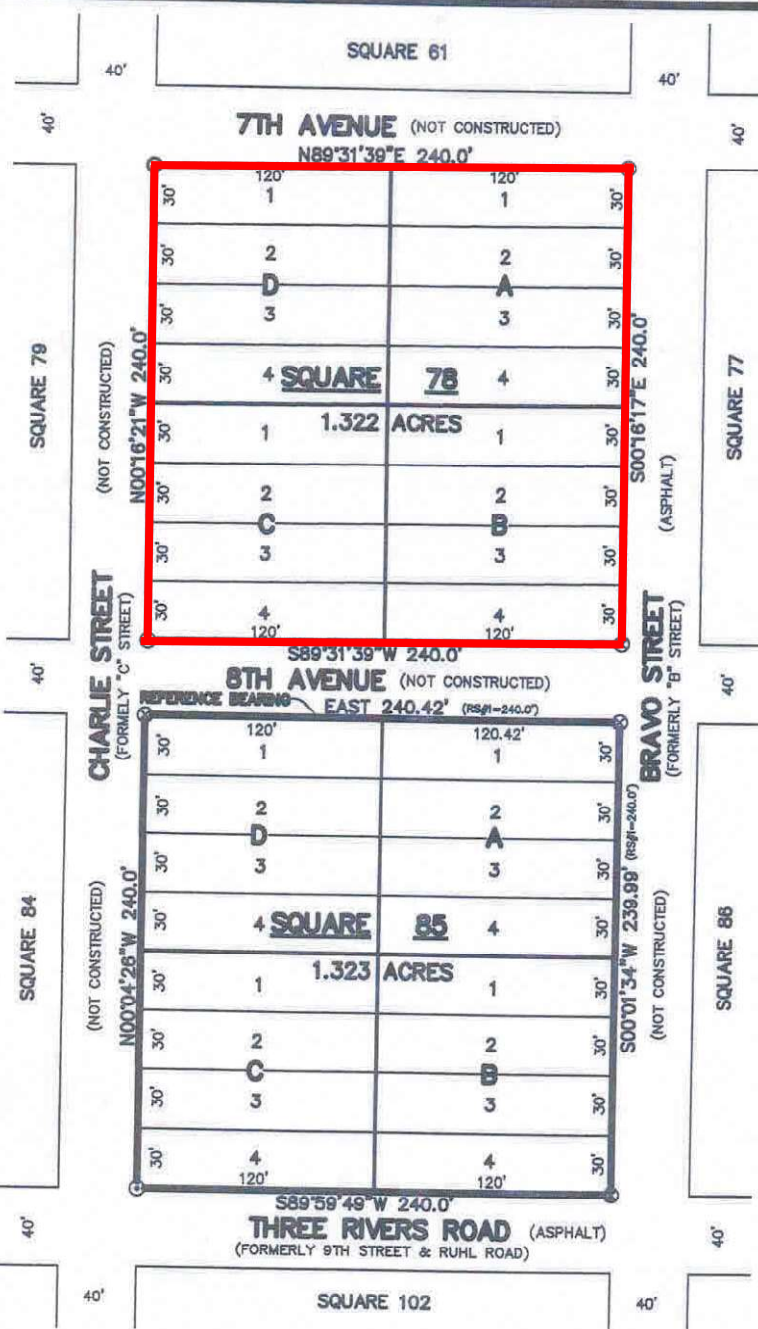 SQUARE 61
40'
40'
40'
40'
7TH AVENUE (NOT CONSTRUCTED)
N89°31'39"E 240.0'
120'
120'
30'
1
1
30'
30'
2
2
30'
D
A
30'
3
3
30'
SQUARE 79
(NOT CONSTRUCTED)
N00°16'21"W 240.0'
30'
4
SQUARE
78
4
30'
S00°16'17"E 240.0'
SQUARE 77
1.322 ACRES
30'
1
1
30'
(ASPHALT)
30'
2
2
30'
C
B
30'
3
3
30'
30'
4
4
30'
120'
120'
S89°31'39"W 240.0'
CHARLIE STREET
(FORMELY "C" STREET)
BRAVO STREET
(FORMERLY "B" STREET)
40'
40'
8TH AVENUE (NOT CONSTRUCTED)
REFERENCE BEARING
EAST 240.42' (RS#1=240.0')
120'
120.42'
30'
1
1
30'
30'
2
2
30'
D
A
30'
3
3
30'
SQUARE 84
(NOT CONSTRUCTED)
N00°04'26"W 240.0'
30'
4
SQUARE
85
4
30'
S00°01'34"W 239.99' (RS#1=240.0')
(NOT CONSTRUCTED)
SQUARE 86
1.323 ACRES
30'
1
1
30'
30'
2
2
30'
C
B
30'
3
3
30'
30'
4
4
30'
120'
120'
S89°59'49"W 240.0'
40'
THREE RIVERS ROAD (ASPHALT)
40'
(FORMERLY 9TH STREET & RUHL ROAD)
40'
SQUARE 102
40'